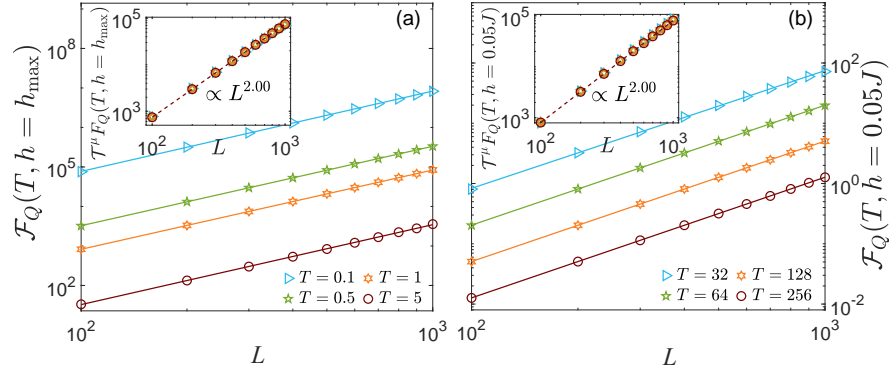 (a)
𝓕_Q(T, h = h_max)
10^8
10^5
10^2
𝒯^μ F_Q(T, h = h_max)
10^5
10^3
∝ L^2.00
10^2 L 10^3
T = 0.1 T = 1
T = 0.5 T = 5
10^2 10^3
L
(b)
𝒯^μ F_Q(T, h = 0.05J)
10^5
10^3
∝ L^2.00
10^2 L 10^3
T = 32 T = 128
T = 64 T = 256
10^2 10^3
L
10^2
10^0
10^-2
𝓕_Q(T, h = 0.05J)